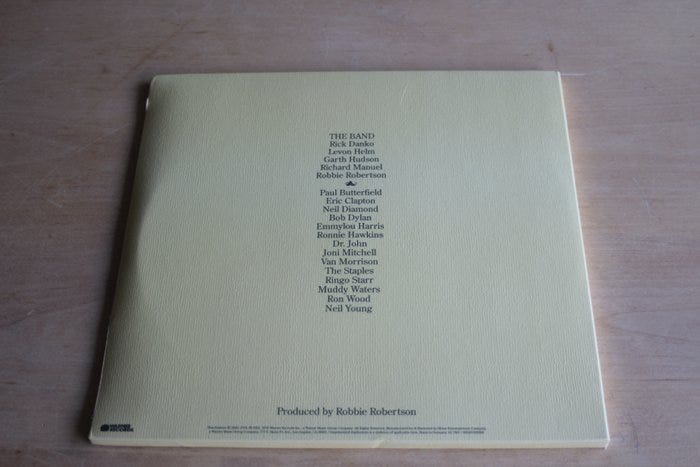 THE BAND
Rick Danko
Levon Helm
Garth Hudson
Richard Manuel
Robbie Robertson
Paul Butterfield
Eric Clapton
Neil Diamond
Bob Dylan
Emmylou Harris
Ronnie Hawkins
Dr. John
Joni Mitchell
Van Morrison
The Staples
Ringo Starr
Muddy Waters
Ron Wood
Neil Young
Produced by Robbie Robertson
WARNER
RECORDS